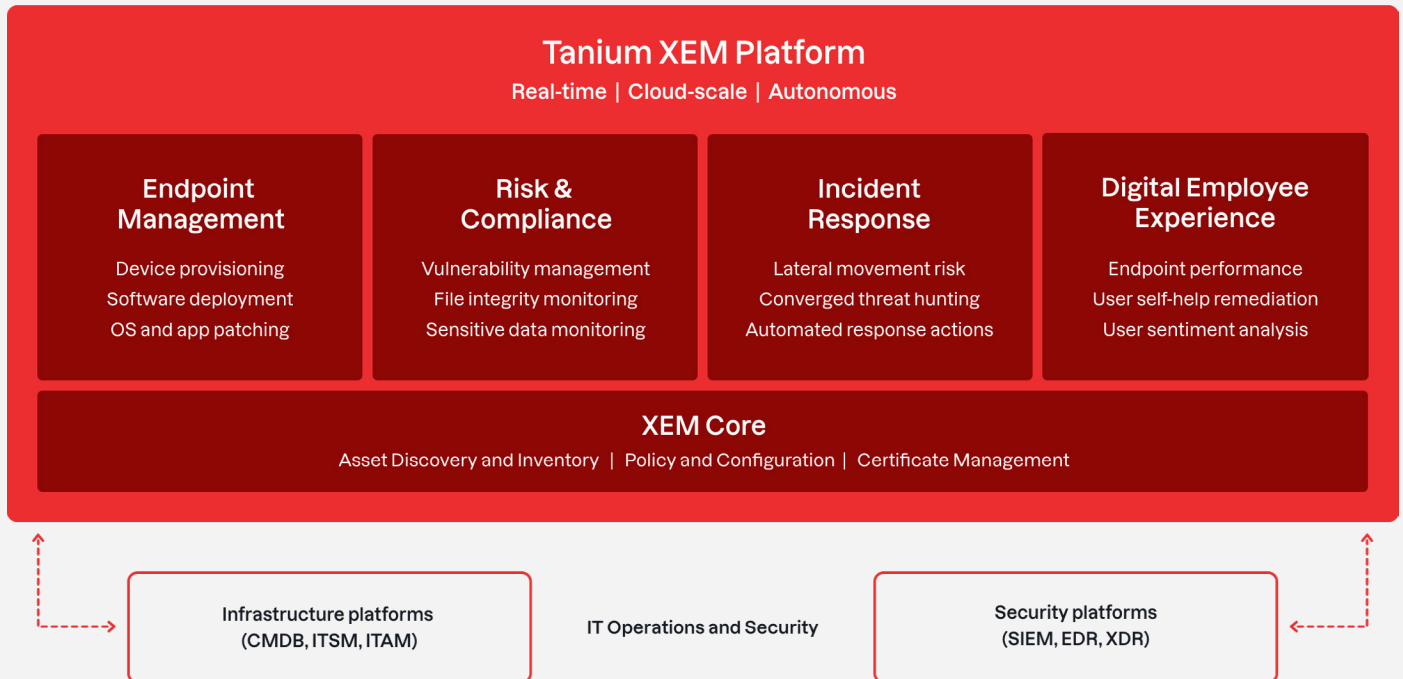 Tanium XEM Platform
Real-time | Cloud-scale | Autonomous
Endpoint
Management
Device provisioning
Software deployment
OS and app patching
Risk &
Compliance
Vulnerability management
File integrity monitoring
Sensitive data monitoring
Incident
Response
Lateral movement risk
Converged threat hunting
Automated response actions
Digital Employee
Experience
Endpoint performance
User self-help remediation
User sentiment analysis
XEM Core
Asset Discovery and Inventory | Policy and Configuration | Certificate Management
Infrastructure platforms
(CMDB, ITSM, ITAM)
IT Operations and Security
Security platforms
(SIEM, EDR, XDR)